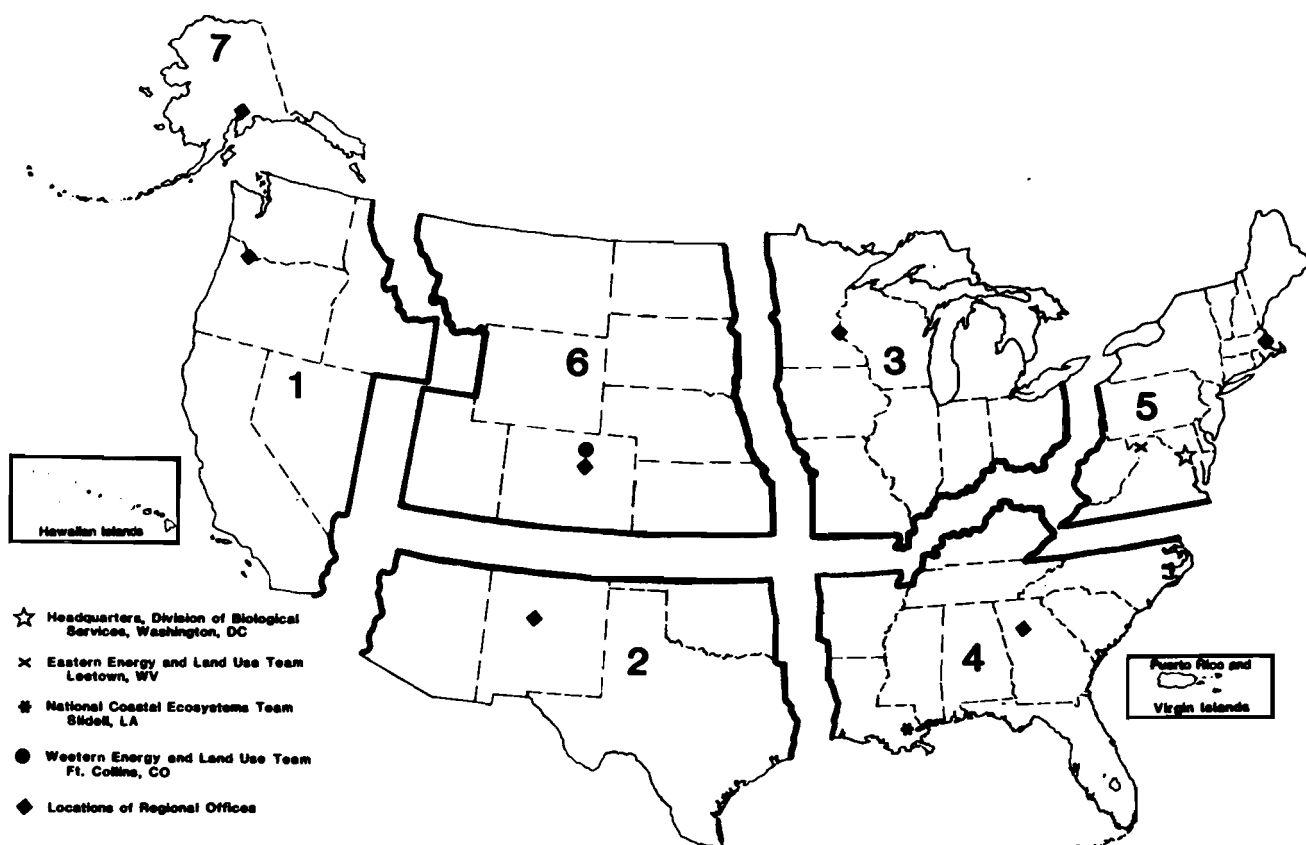 7
1
6
3
5
2
4
Hawaiian Islands
Puerto Rico and
Virgin Islands
Headquarters, Division of Biological
Services, Washington, DC
Eastern Energy and Land Use Team
Leetown, WV
National Coastal Ecosystems Team
Slidell, LA
Western Energy and Land Use Team
Ft. Collins, CO
Locations of Regional Offices